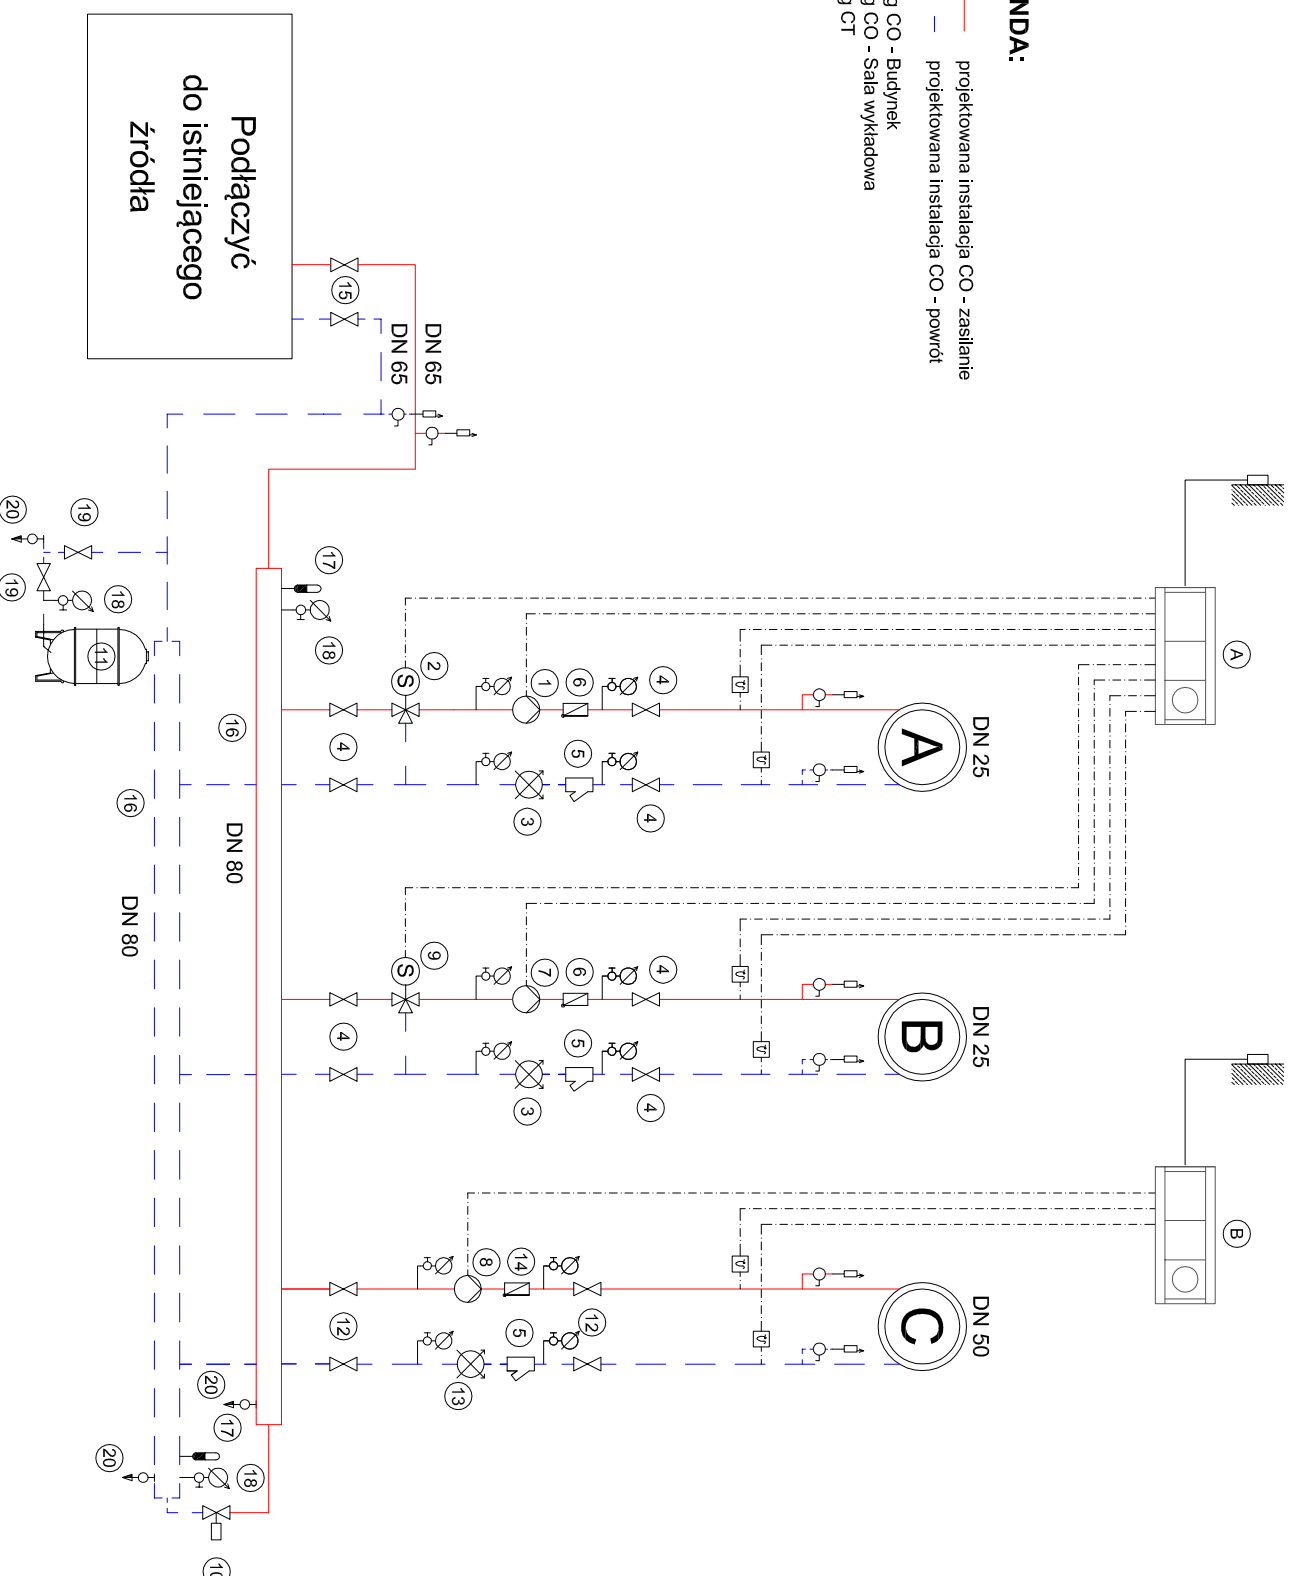 NDA:
projektowana instalacja CO - zasilanie
projektowana instalacja CO - powrót
g CO - Budynek
g CO - Sala wykładowa
g CT
Podłączyć
do istniejącego
źródła
15
DN 65
DN 65
A
B
DN 25
A
DN 25
B
DN 50
C
17
18
2
S
1
6
4
4
5
3
4
9
S
7
6
4
4
5
3
4
8
14
12
12
5
13
16
DN 80
16
DN 80
19
20
19
18
11
20
17
18
20
10